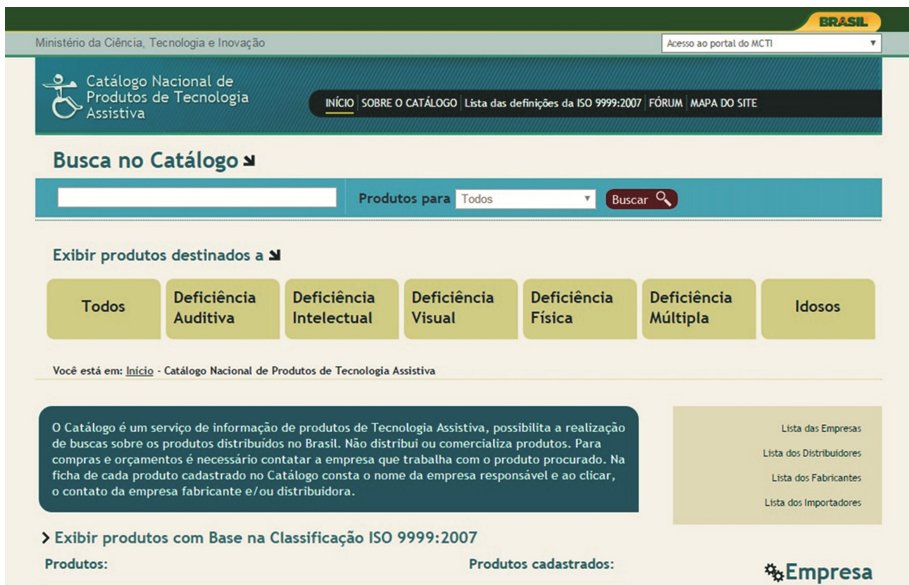 BRASIL
Ministério da Ciência, Tecnologia e Inovação
Acesso ao portal do MCTI
Catálogo Nacional de
Produtos de Tecnologia
Assistiva
INÍCIO SOBRE O CATÁLOGO Lista das definições da ISO 9999:2007 FÓRUM MAPA DO SITE
Busca no Catálogo
Produtos para Todos Buscar
Exibir produtos destinados a
Todos
Deficiência
Auditiva
Deficiência
Intelectual
Deficiência
Visual
Deficiência
Física
Deficiência
Múltipla
Idosos
Você está em: Início - Catálogo Nacional de Produtos de Tecnologia Assistiva
O Catálogo é um serviço de informação de produtos de Tecnologia Assistiva, possibilita a realização
de buscas sobre os produtos distribuídos no Brasil. Não distribui ou comercializa produtos. Para
compras e orçamentos é necessário contatar a empresa que trabalha com o produto procurado. Na
ficha de cada produto cadastrado no Catálogo consta o nome da empresa responsável e ao clicar,
o contato da empresa fabricante e/ou distribuidora.
Lista das Empresas
Lista dos Distribuidores
Lista dos Fabricantes
Lista dos Importadores
Exibir produtos com Base na Classificação ISO 9999:2007
Produtos: Produtos cadastrados:
Empresa